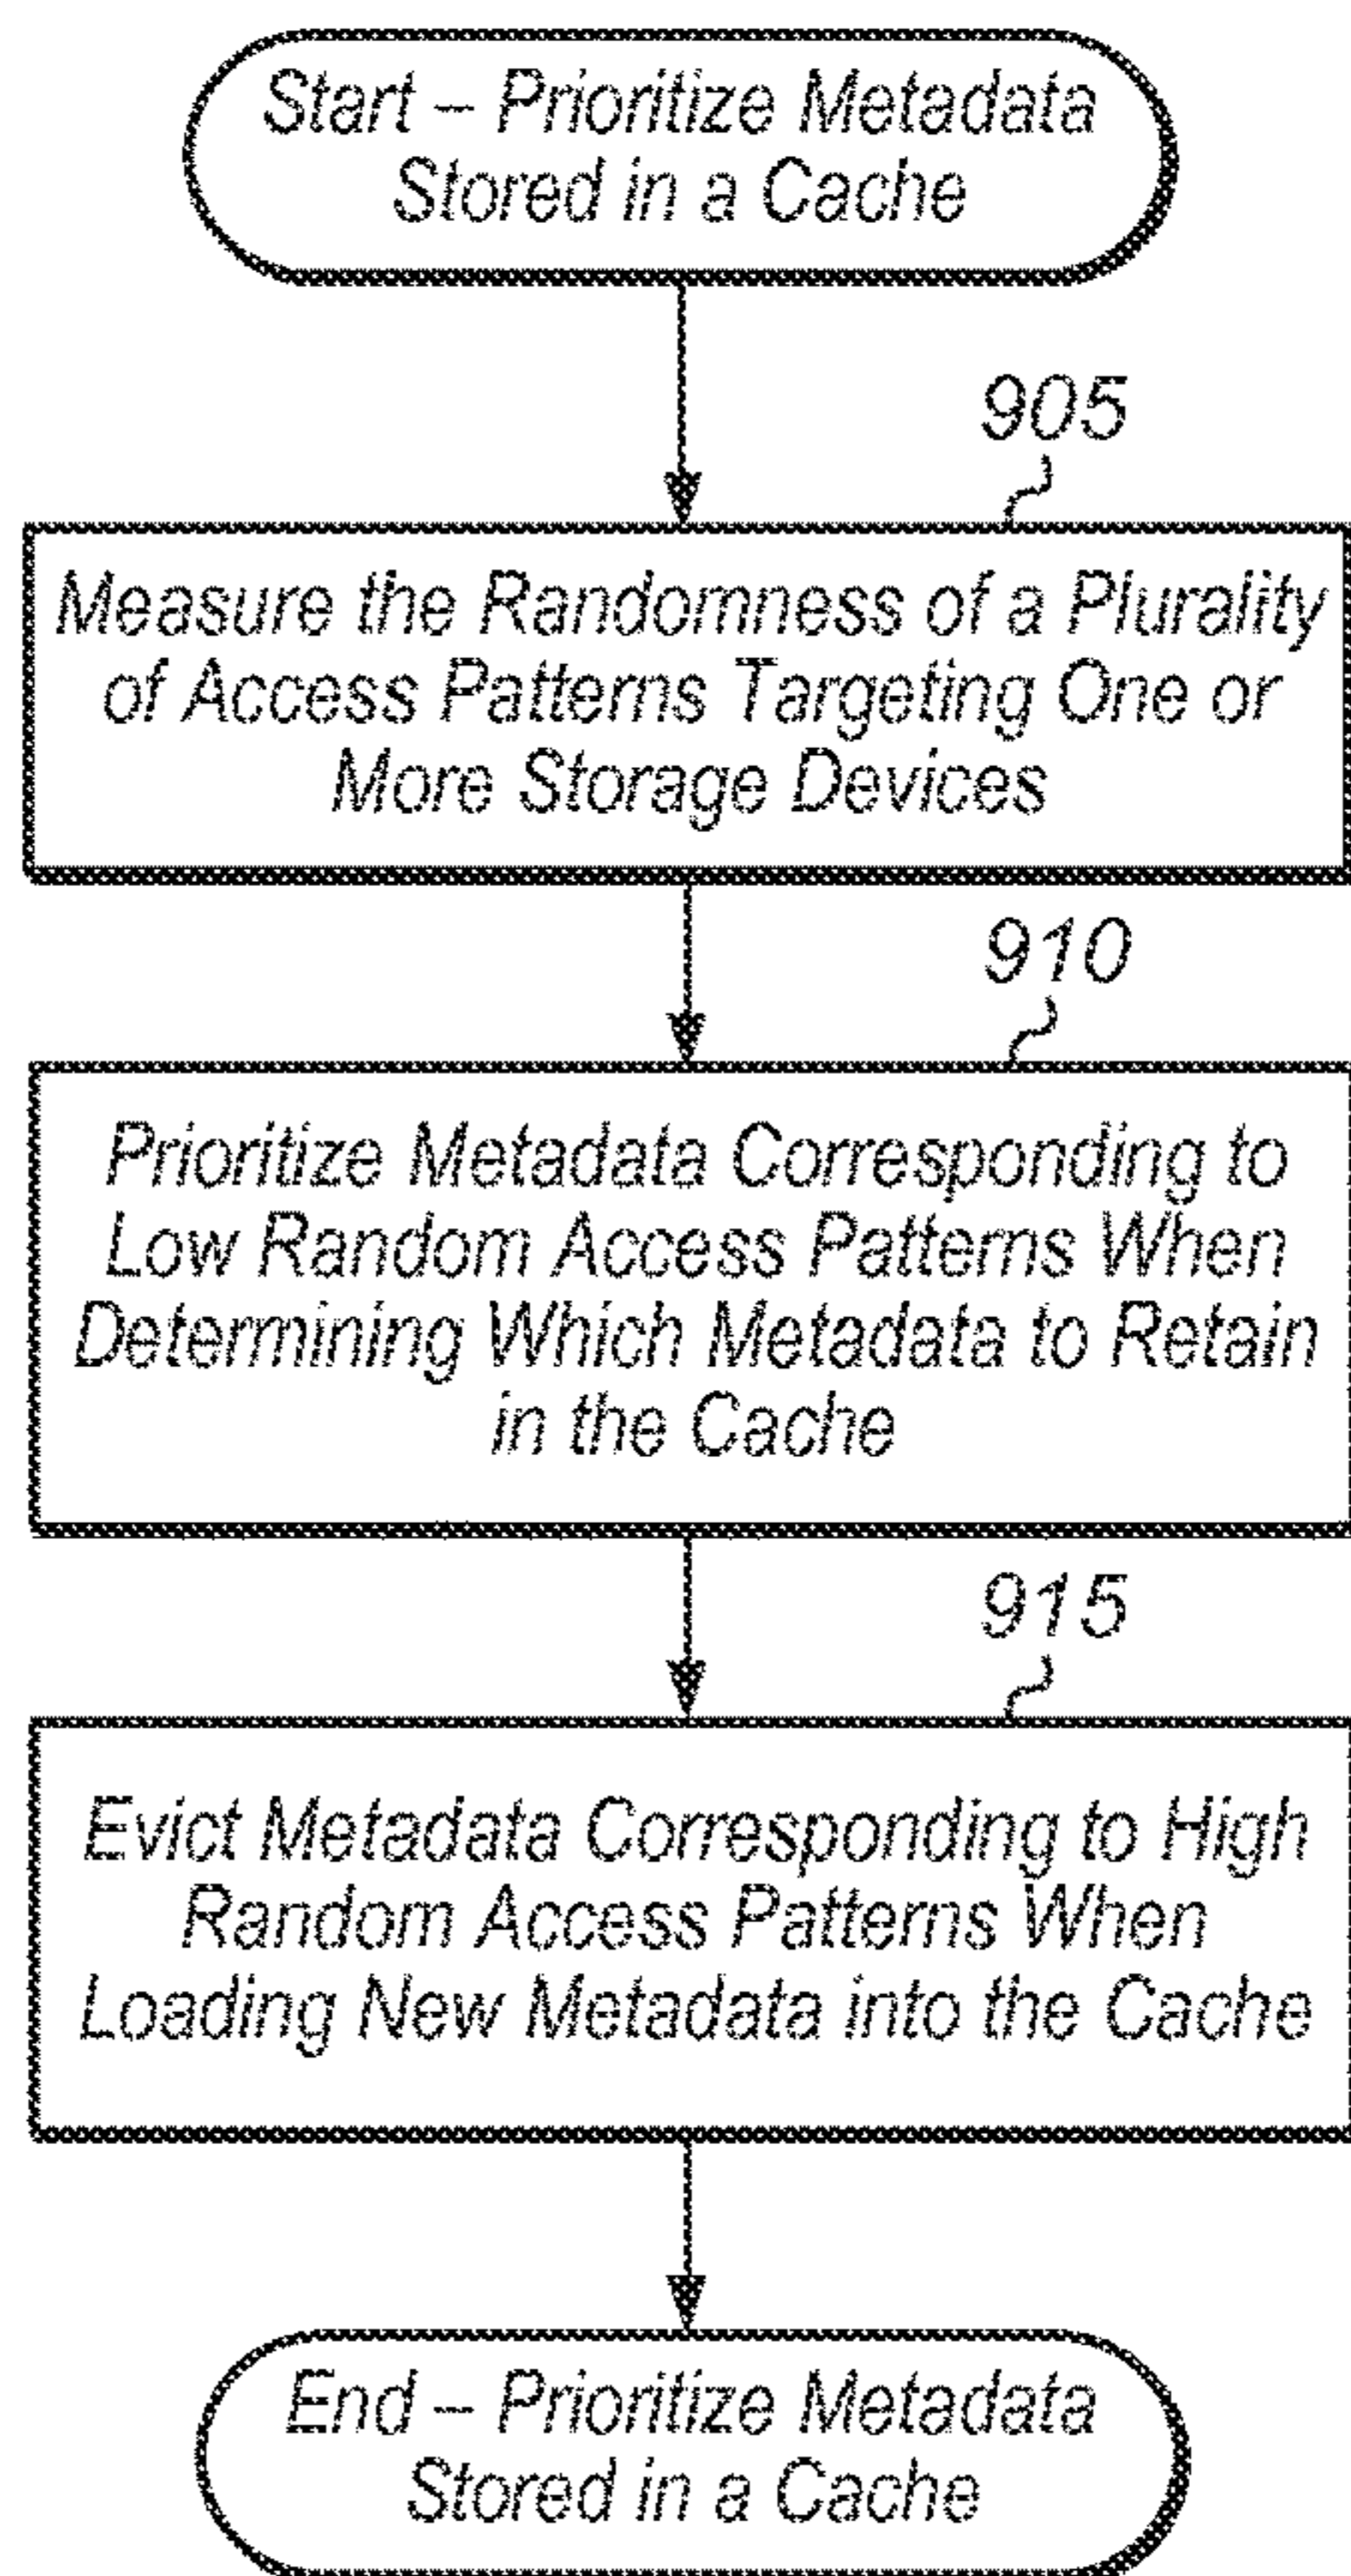 Start – Prioritize Metadata
Stored in a Cache
905
Measure the Randomness of a Plurality
of Access Patterns Targeting One or
More Storage Devices
910
Prioritize Metadata Corresponding to
Low Random Access Patterns When
Determining Which Metadata to Retain
in the Cache
915
Evict Metadata Corresponding to High
Random Access Patterns When
Loading New Metadata into the Cache
End – Prioritize Metadata
Stored in a Cache